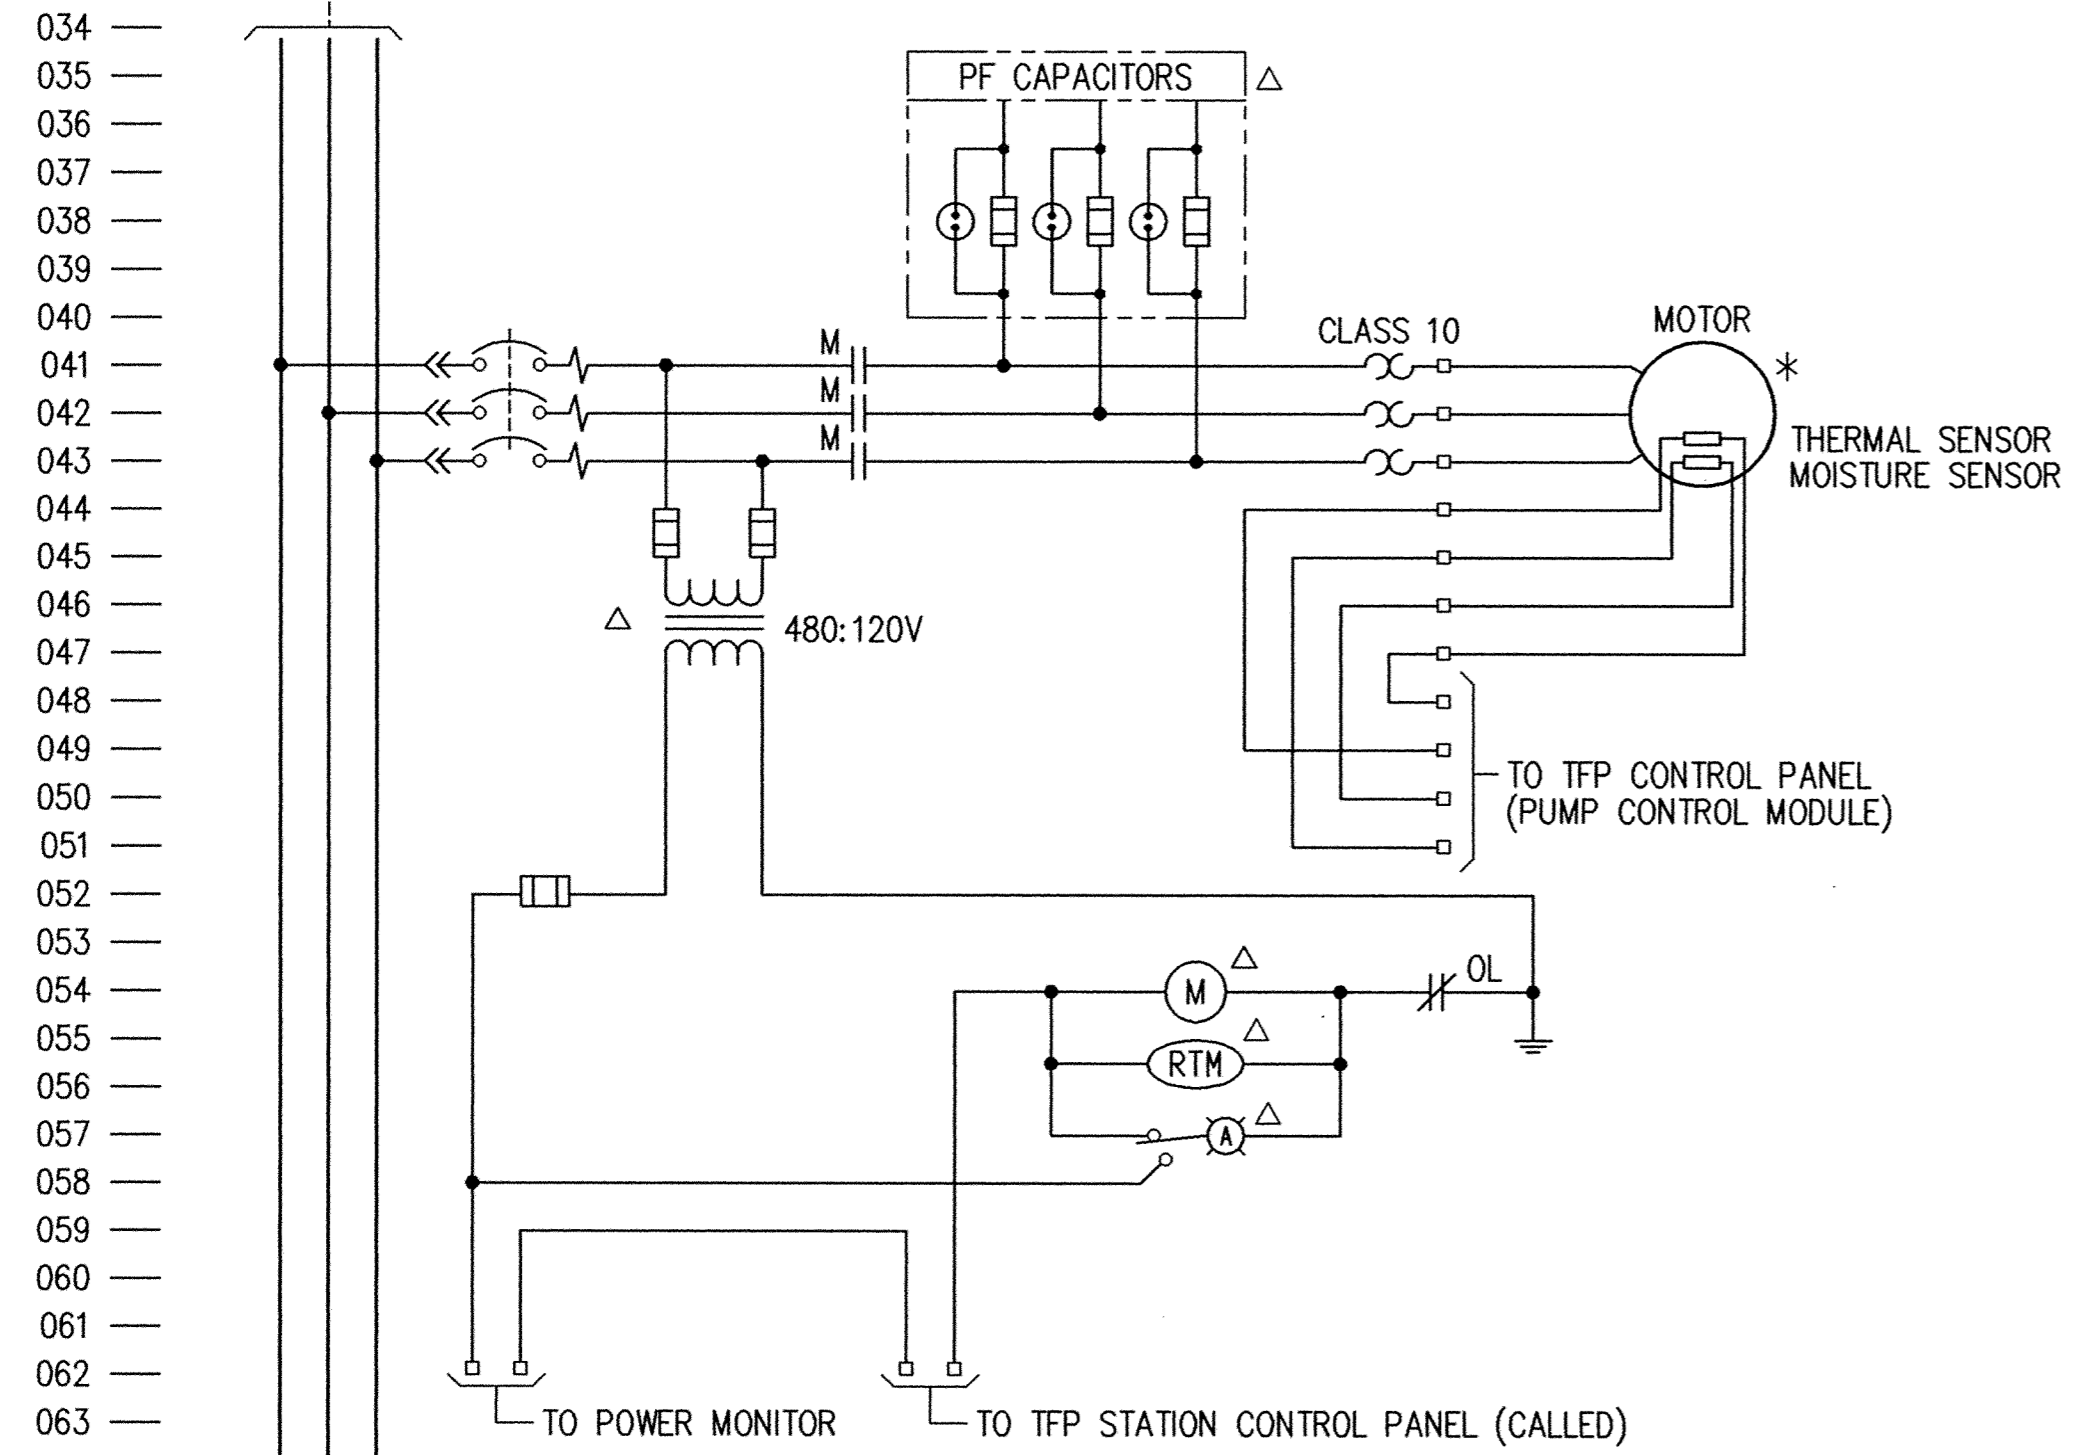 034
035
PF CAPACITORS
036
037
038
039
040
CLASS 10
MOTOR
041
M
042
M
043
M
THERMAL SENSOR
MOISTURE SENSOR
044
045
046
480:120V
047
048
049
050
TO TFP CONTROL PANEL
(PUMP CONTROL MODULE)
051
052
053
054
M
OL
055
RTM
056
057
A
058
059
060
061
062
063
TO POWER MONITOR
TO TFP STATION CONTROL PANEL (CALLED)